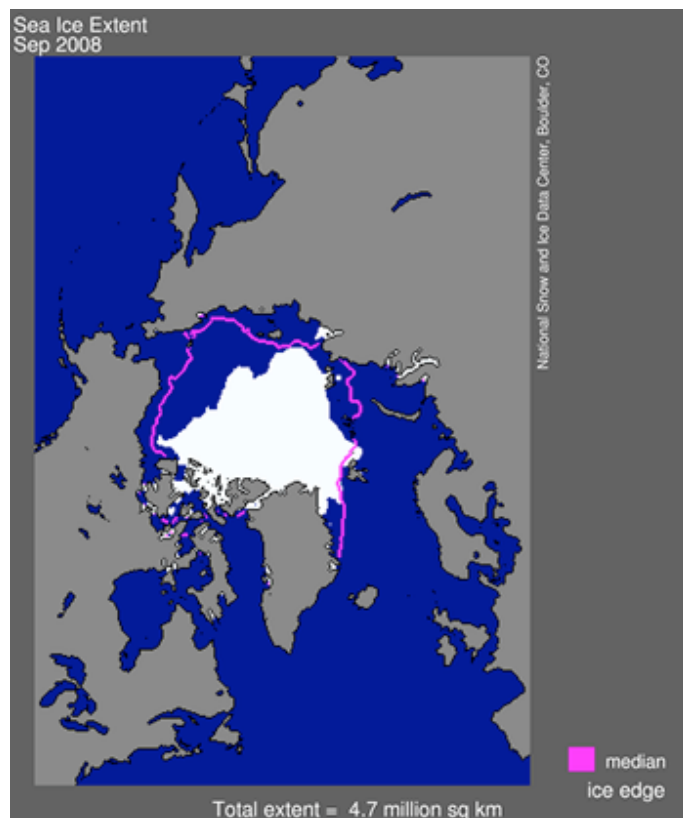 Sea Ice Extent
Sep 2008
National Snow and Ice Data Center, Boulder, CO
median
ice edge
Total extent = 4.7 million sq km